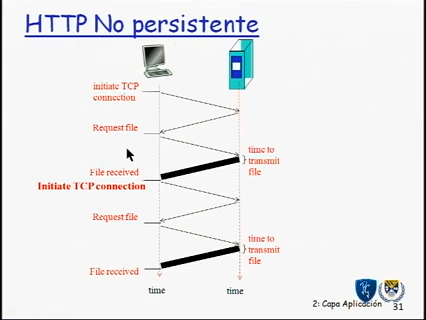 HTTP No persistente
initiate TCP
connection
Request file
time to
transmit
file
File received
Initiate TCP connection
Request file
time to
transmit
file
File received
time
time
2: Capa Aplicación
31